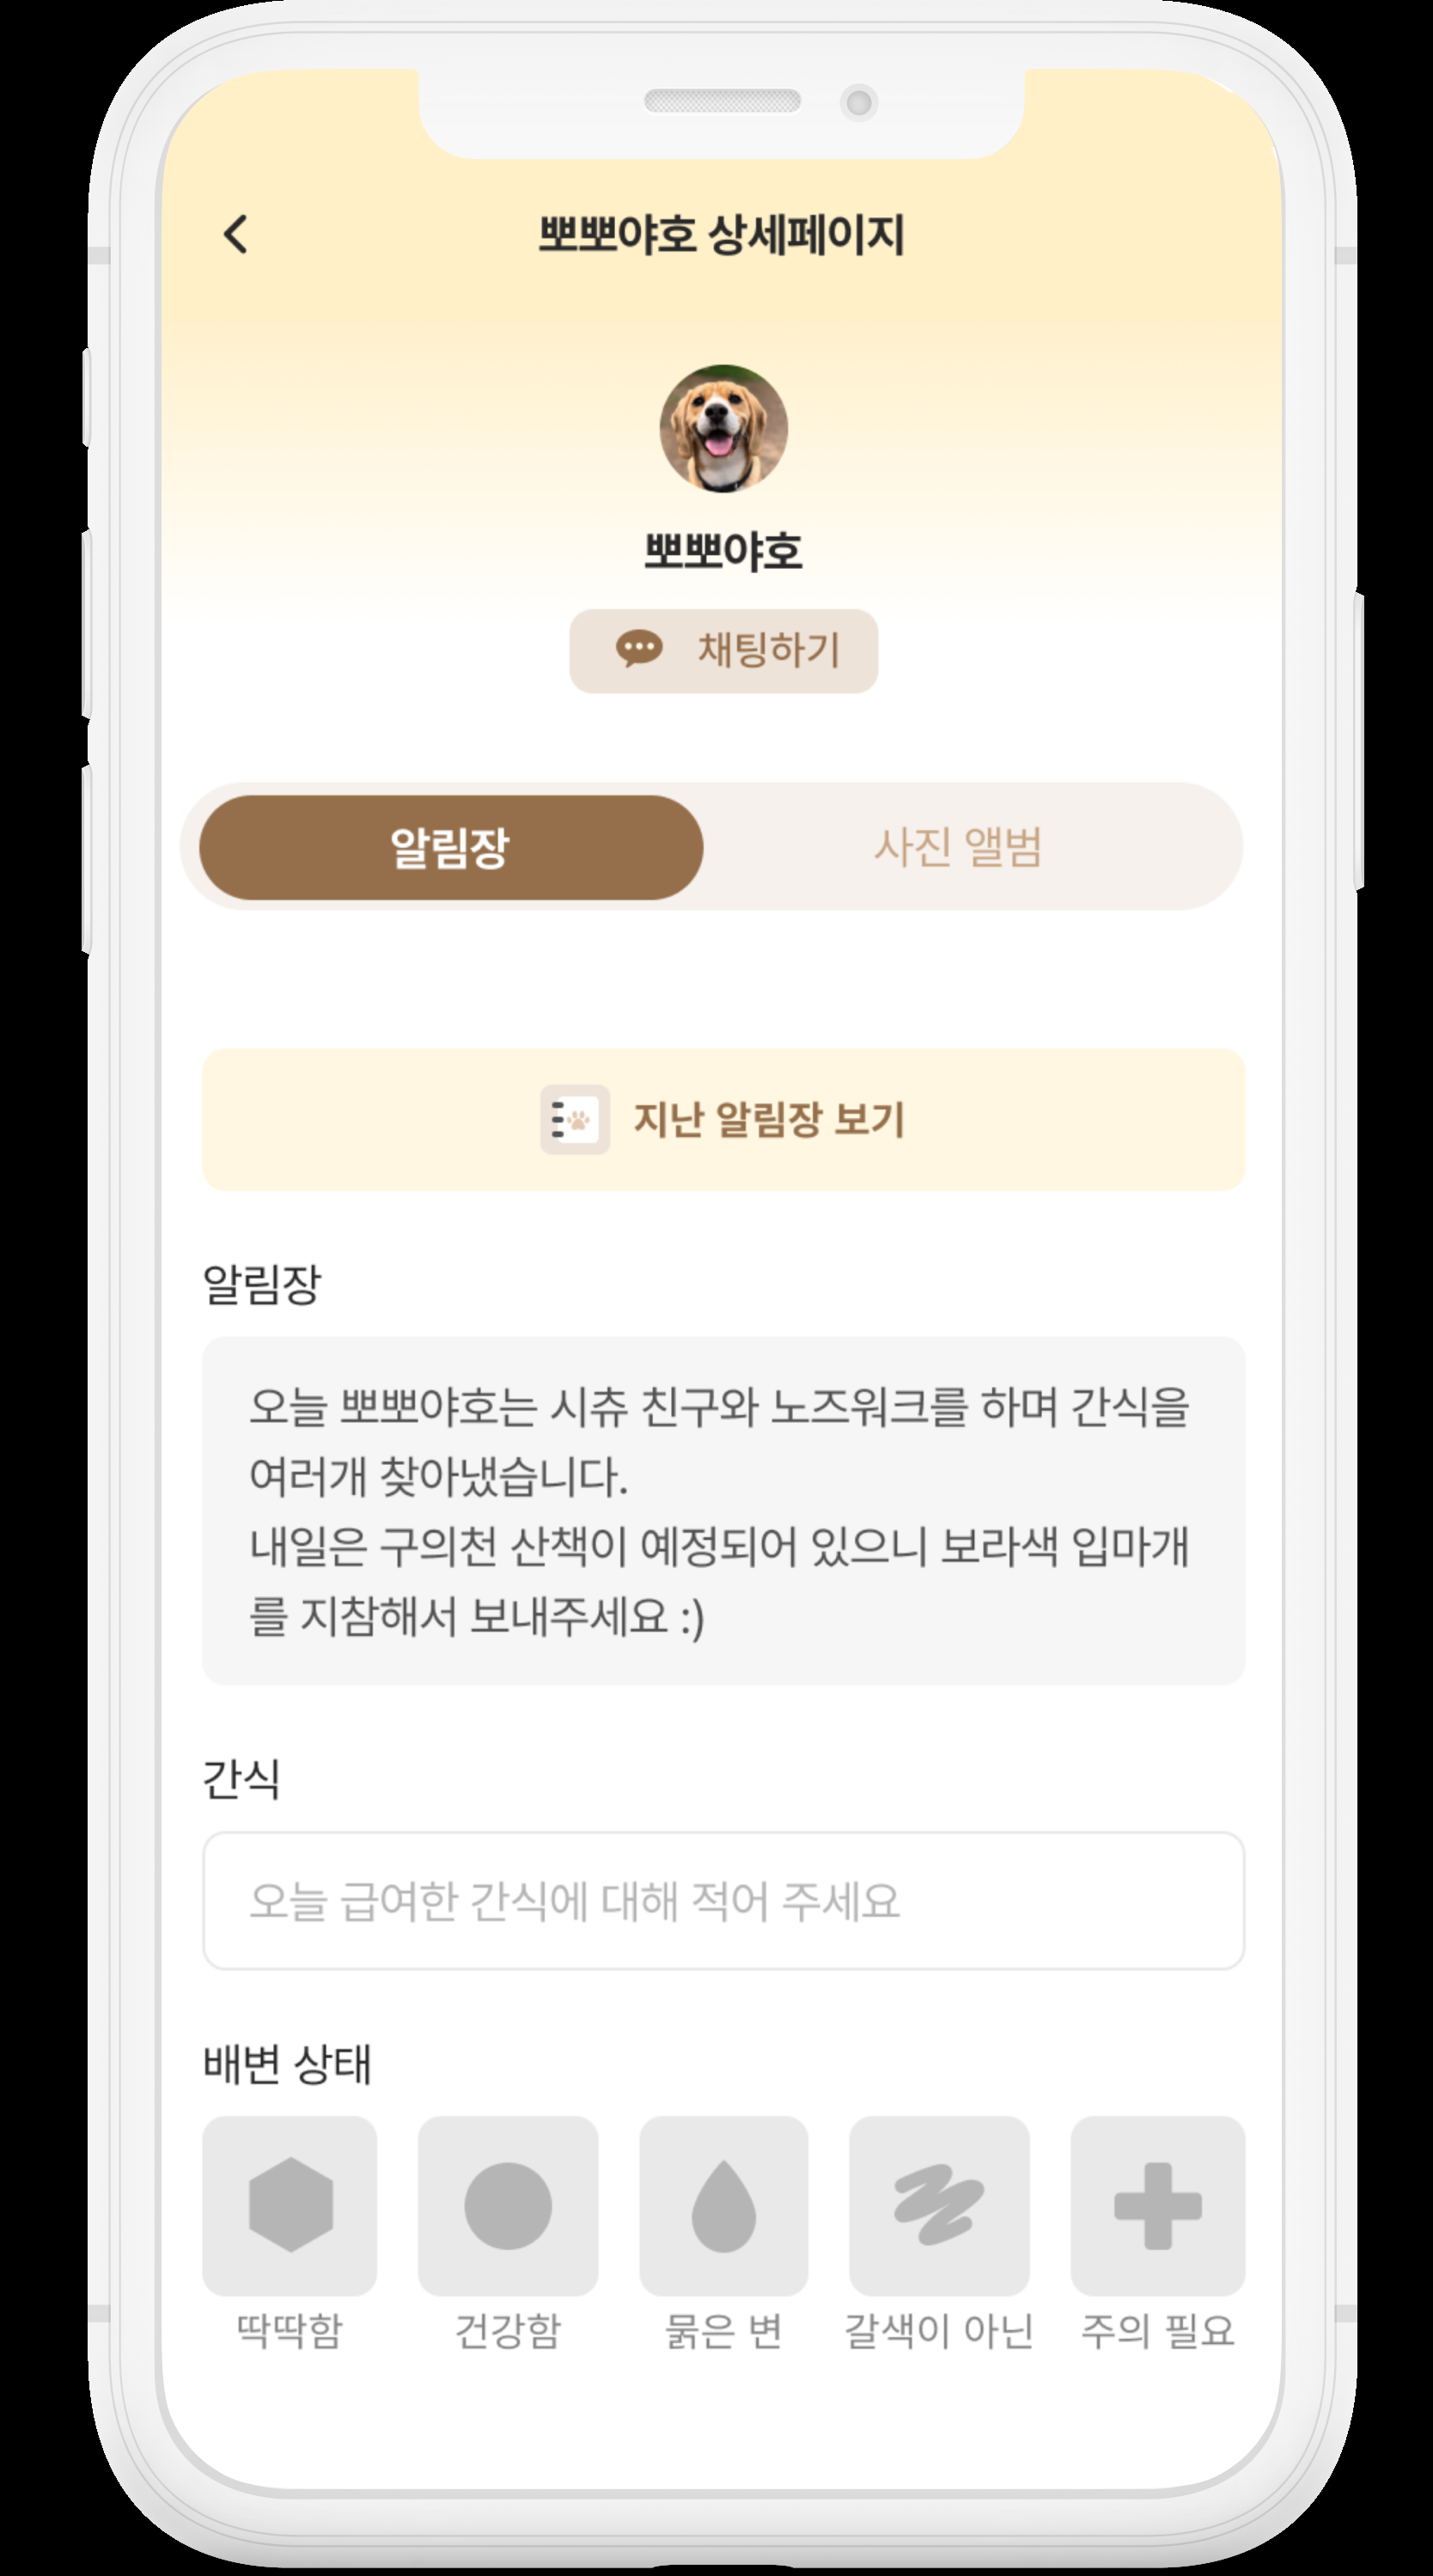 뽀뽀야호 상세페이지
뽀뽀야호
채팅하기
알림장
사진 앨범
지난 알림장 보기
알림장
오늘 뽀뽀야호는 시츄 친구와 노즈워크를 하며 간식을
여러개 찾아냈습니다.
내일은 구의천 산책이 예정되어 있으니 보라색 입마개
를 지참해서 보내주세요 :)
간식
오늘 급여한 간식에 대해 적어 주세요
배변 상태
딱딱함
건강함
묽은 변
갈색이 아닌
주의 필요